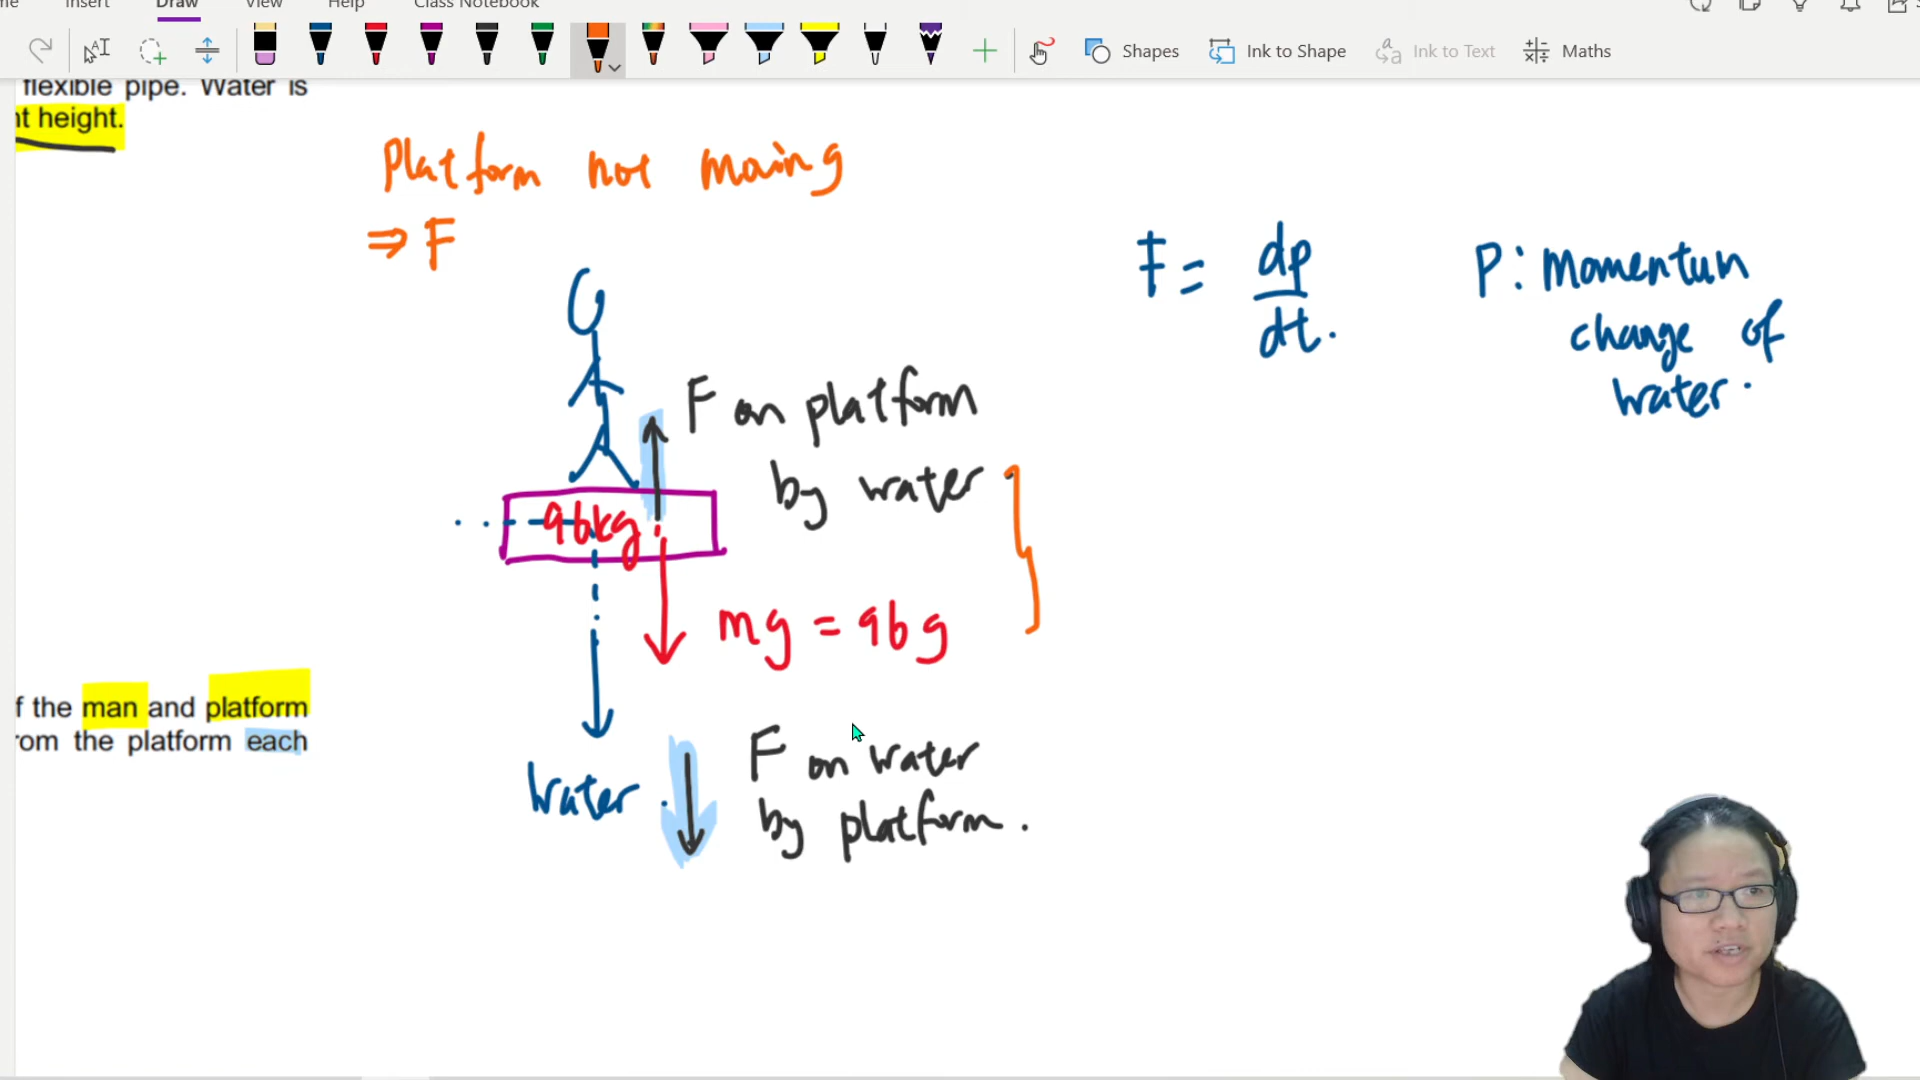 Insert
Draw
View
Help
Class Notebook
Shapes
Ink to Shape
Ink to Text
Maths
flexible pipe. Water is
nt height.
Platform not moving
⇒ F
F = dp/dt.
P : Momentum
change of
water.
F on platform
by water
96kg
mg = 96g
water.
F on water
by platform.
f the man and platform
rom the platform each